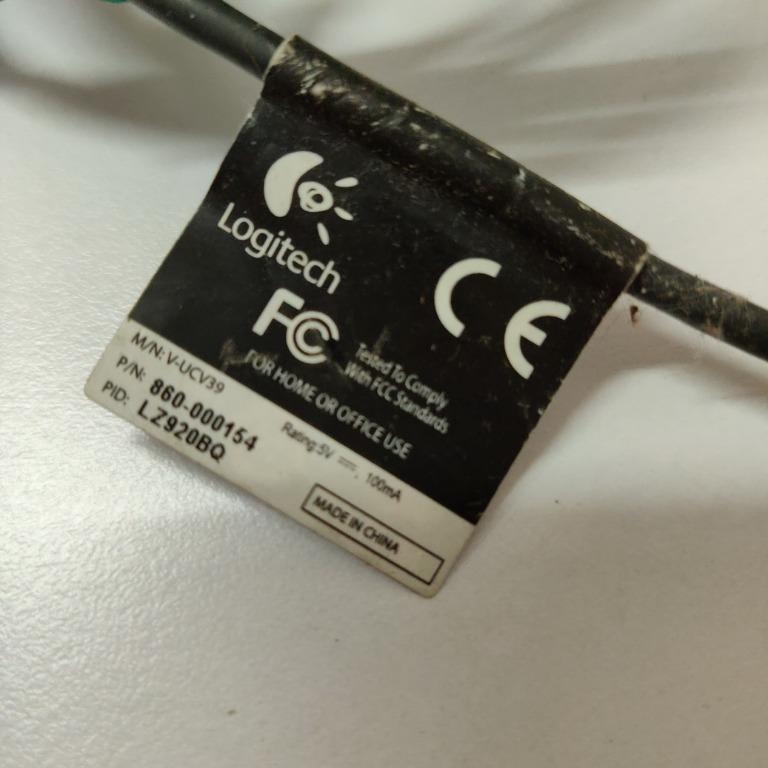 Logitech
CE
FC
Tested To Comply
With FCC Standards
FOR HOME OR OFFICE USE
M/N: V-UCV39
P/N: 860-000154
PID: LZ920BQ
Rating: 5V ⎓ 100mA
MADE IN CHINA